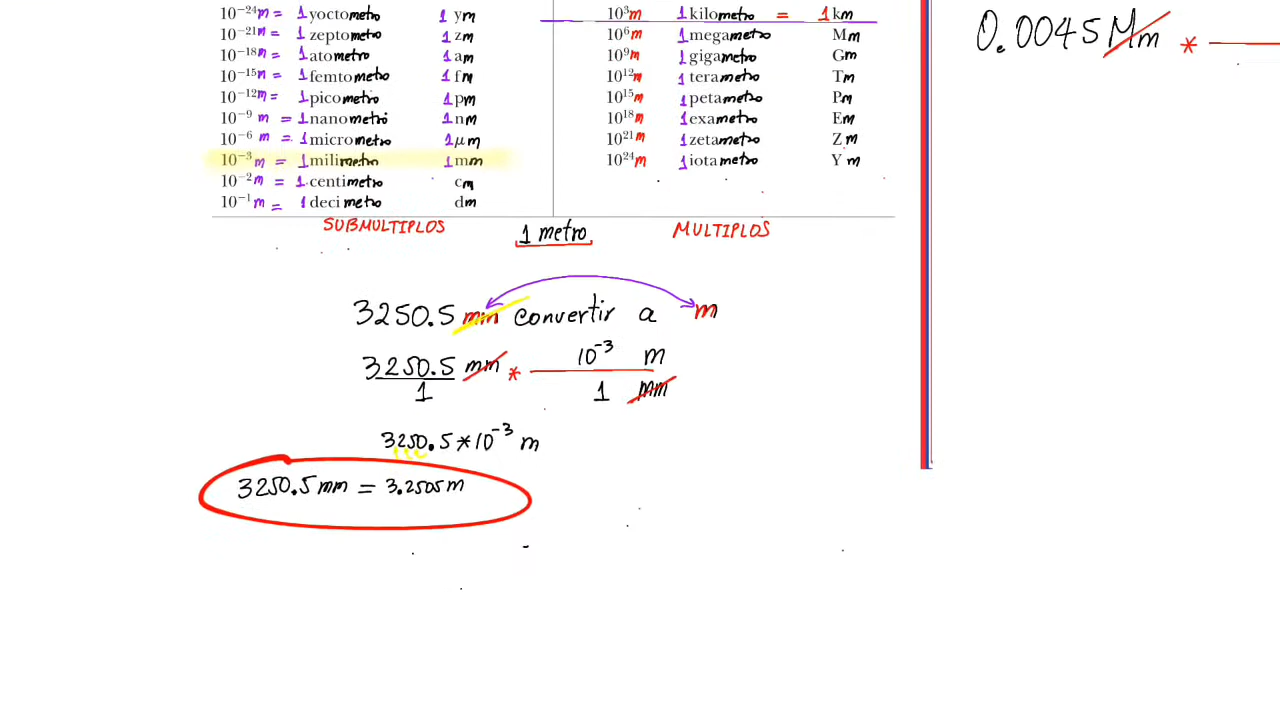 10⁻²⁴m = 1 yoctometro 1 ym
10⁻²¹m = 1 zeptometro 1 zm
10⁻¹⁸m = 1 atometro 1 am
10⁻¹⁵m = 1 femtometro 1 fm
10⁻¹²m = 1 picometro 1 pm
10⁻⁹ m = 1 nanometro 1 nm
10⁻⁶ m = 1 micrometro 1 μm
10⁻³ m = 1 milimetro 1 mm
10⁻² m = 1 centimetro cm
10⁻¹ m = 1 decimetro dm
SUBMULTIPLOS
10³m 1 kilometro = 1 km
10⁶m 1 megametro Mm
10⁹m 1 gigametro Gm
10¹²m 1 terametro Tm
10¹⁵m 1 petametro Pm
10¹⁸m 1 exametro Em
10²¹m 1 zetametro Zm
10²⁴m 1 iotametro Ym
1 metro
MULTIPLOS
3250.5 mm convertir a m
3250.5 mm / 1 * 10⁻³ m / 1 mm
3250.5 * 10⁻³ m
3250.5 mm = 3.2505 m
0.0045 Mm *